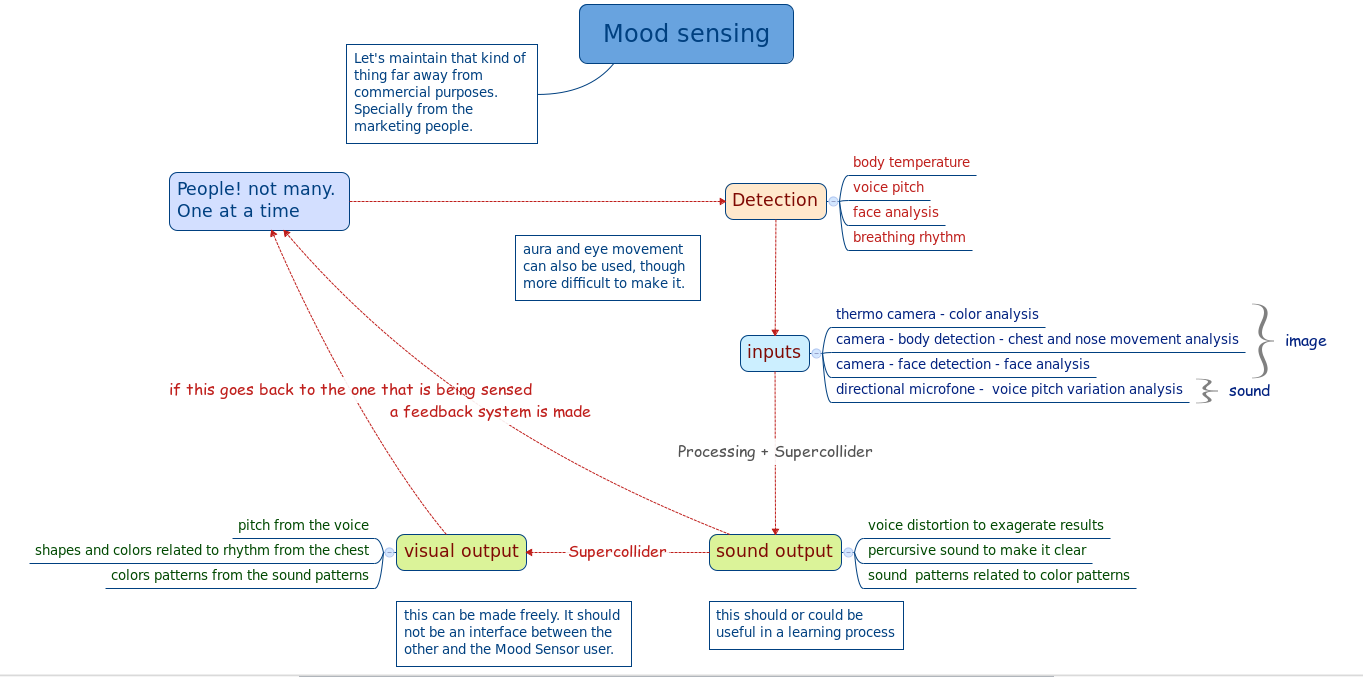 Mood sensing
Let's maintain that kind of
thing far away from
commercial purposes.
Specially from the
marketing people.
People! not many.
One at a time
Detection
body temperature
voice pitch
face analysis
breathing rhythm
aura and eye movement
can also be used, though
more difficult to make it.
inputs
thermo camera - color analysis
camera - body detection - chest and nose movement analysis
camera - face detection - face analysis
directional microfone -  voice pitch variation analysis
image
sound
if this goes back to the one that is being sensed
a feedback system is made
Processing + Supercollider
pitch from the voice
shapes and colors related to rhythm from the chest
colors patterns from the sound patterns
visual output
Supercollider
sound output
voice distortion to exagerate results
percursive sound to make it clear
sound  patterns related to color patterns
this can be made freely. It should
not be an interface between the
other and the Mood Sensor user.
this should or could be
useful in a learning process